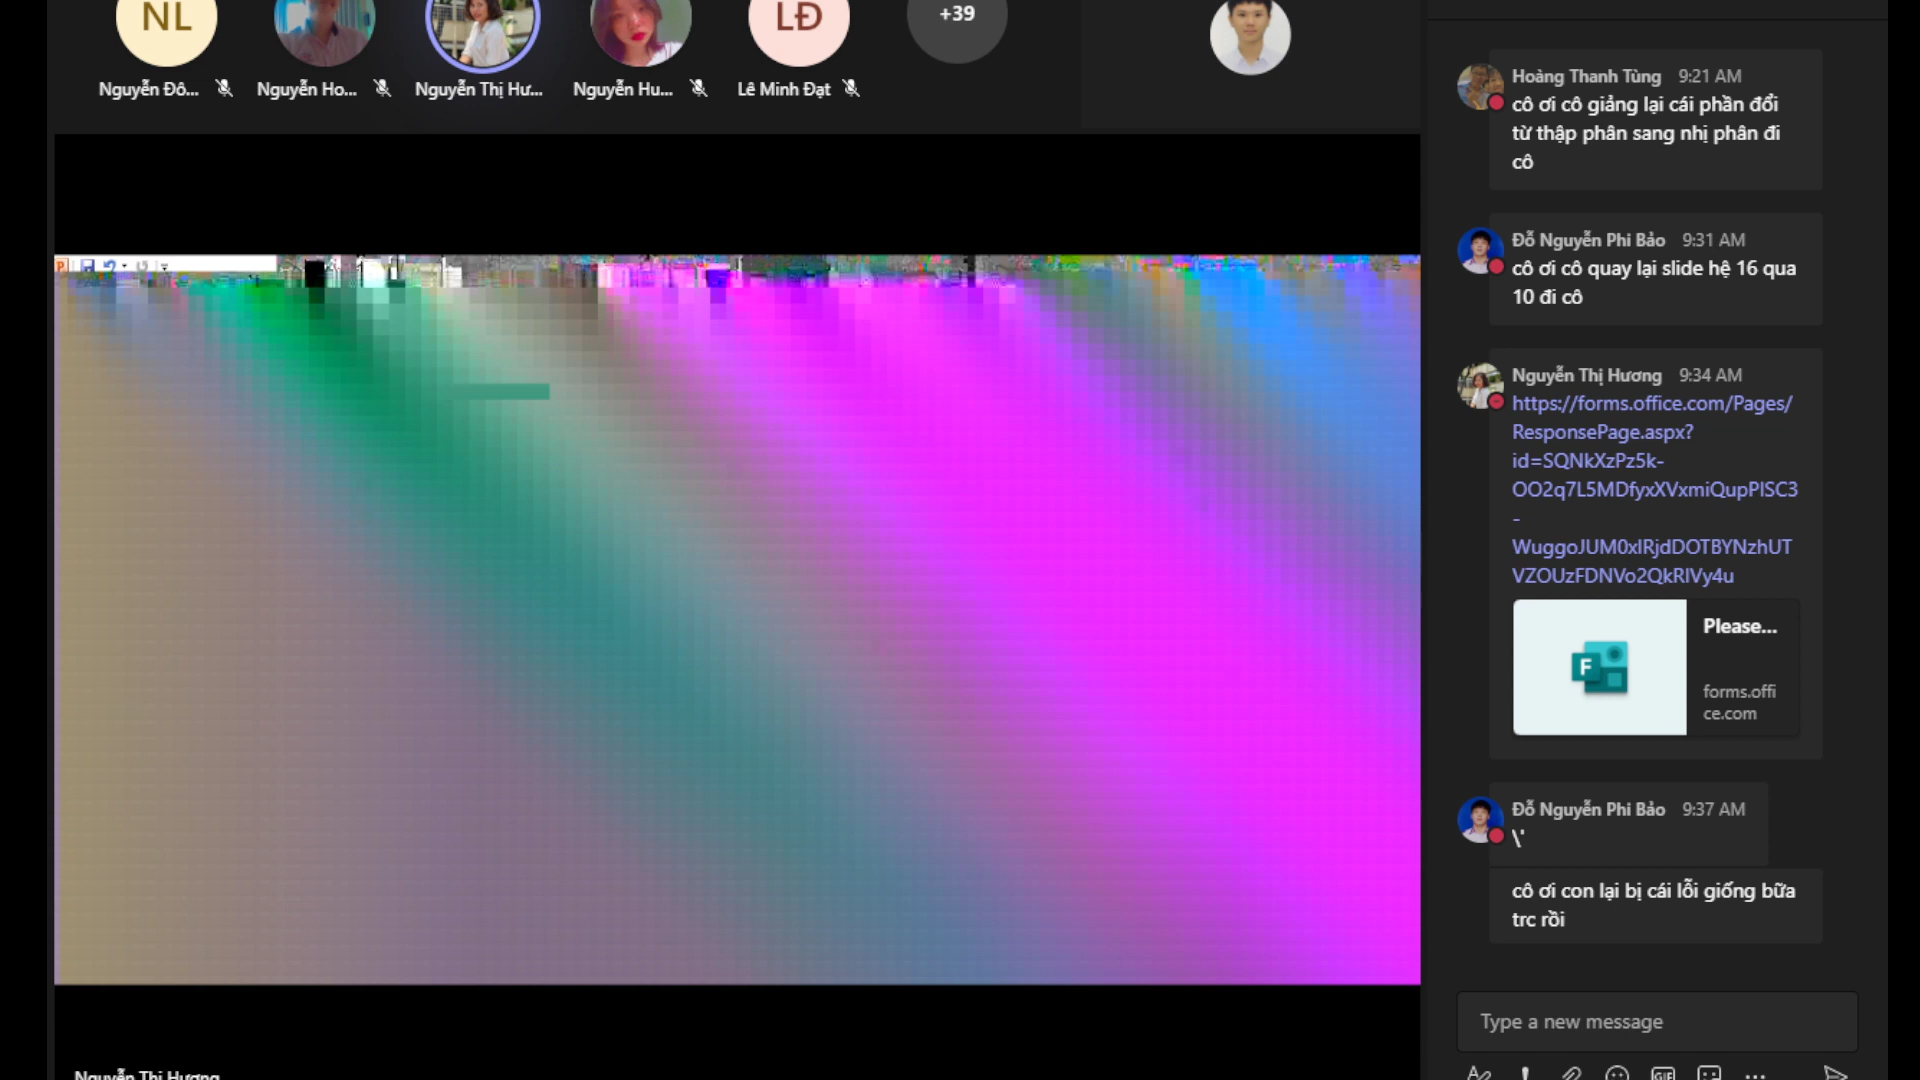 NL
LĐ
+39
Nguyễn Đô...
Nguyễn Ho...
Nguyễn Thị Hư...
Nguyễn Hu...
Lê Minh Đạt
Hoàng Thanh Tùng 9:21 AM
cô ơi cô giảng lại cái phần đổi
từ thập phân sang nhị phân đi
cô
Đỗ Nguyễn Phi Bảo 9:31 AM
cô ơi cô quay lại slide hệ 16 qua
10 đi cô
Nguyễn Thị Hương 9:34 AM
https://forms.office.com/Pages/
ResponsePage.aspx?
id=SQNkXzPz5k-
OO2q7L5MDfyxXVxmiQupPlSC3
-
WuggoJUM0xIRjdDOTBYNzhUT
VZOUzFDNVo2QkRIVy4u
F
Please...
forms.offi
ce.com
Đỗ Nguyễn Phi Bảo 9:37 AM
\'
cô ơi con lại bị cái lỗi giống bữa
trc rồi
Type a new message
GIF
Nguyễn Thị Hương